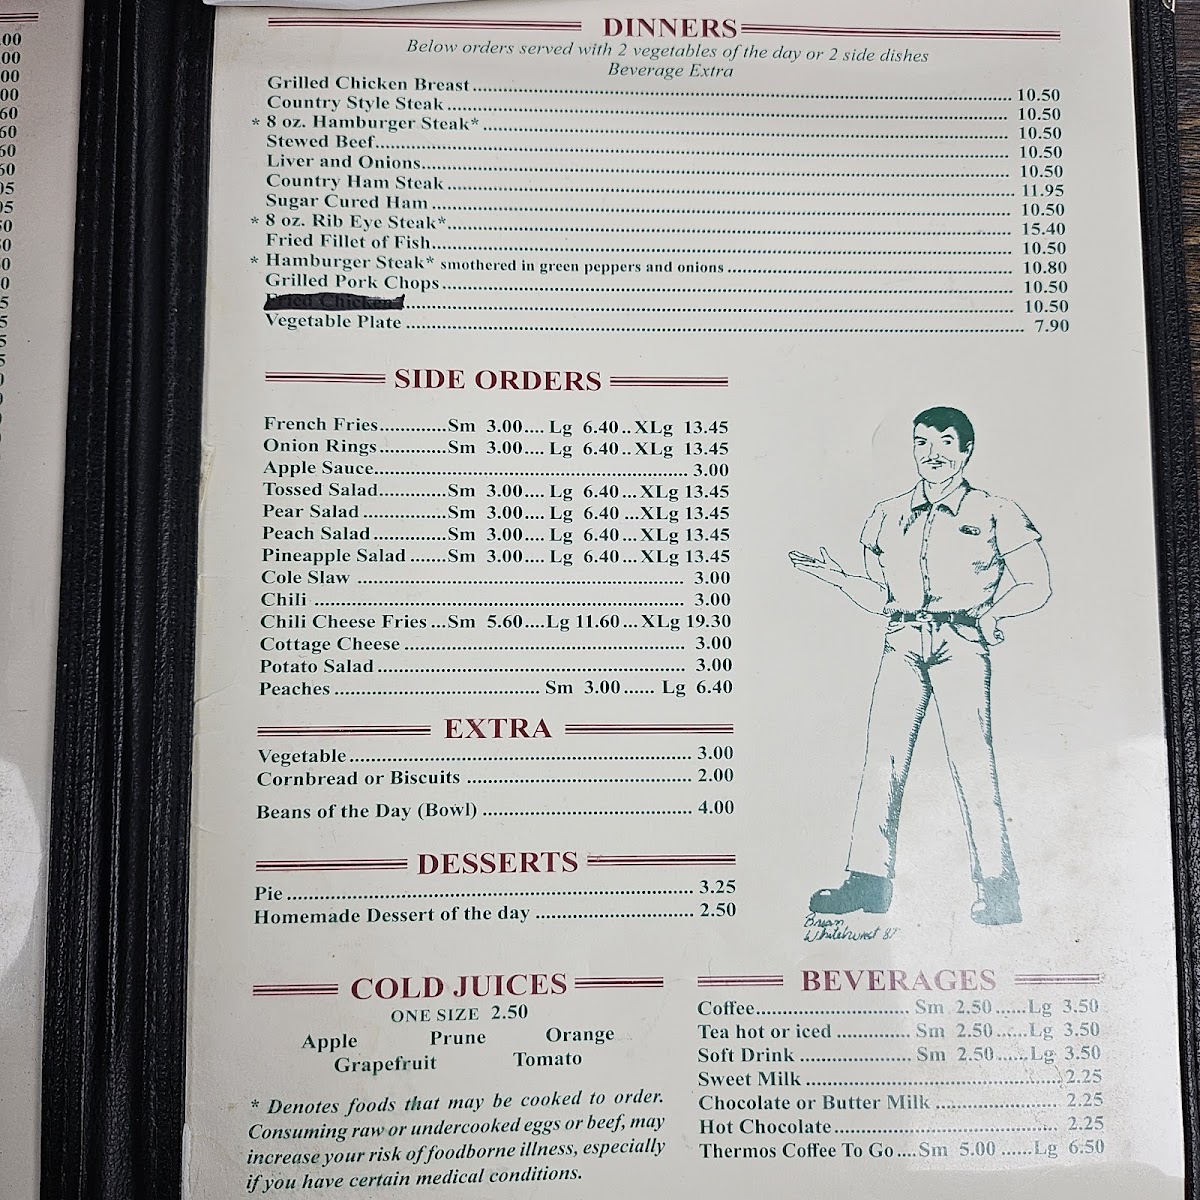 DINNERS
Below orders served with 2 vegetables of the day or 2 side dishes
Beverage Extra
Grilled Chicken Breast 10.50
Country Style Steak 10.50
* 8 oz. Hamburger Steak* 10.50
Stewed Beef 10.50
Liver and Onions 10.50
Country Ham Steak 11.95
Sugar Cured Ham 10.50
* 8 oz. Rib Eye Steak* 15.40
Fried Fillet of Fish 10.50
* Hamburger Steak* smothered in green peppers and onions 10.80
Grilled Pork Chops 10.50
Fried Chicken 10.50
Vegetable Plate 7.90
SIDE ORDERS
French Fries Sm 3.00 Lg 6.40 XLg 13.45
Onion Rings Sm 3.00 Lg 6.40 XLg 13.45
Apple Sauce 3.00
Tossed Salad Sm 3.00 Lg 6.40 XLg 13.45
Pear Salad Sm 3.00 Lg 6.40 XLg 13.45
Peach Salad Sm 3.00 Lg 6.40 XLg 13.45
Pineapple Salad Sm 3.00 Lg 6.40 XLg 13.45
Cole Slaw 3.00
Chili 3.00
Chili Cheese Fries Sm 5.60 Lg 11.60 XLg 19.30
Cottage Cheese 3.00
Potato Salad 3.00
Peaches Sm 3.00 Lg 6.40
EXTRA
Vegetable 3.00
Cornbread or Biscuits 2.00
Beans of the Day (Bowl) 4.00
DESSERTS
Pie 3.25
Homemade Dessert of the day 2.50
Brian
Whitehurst 87
COLD JUICES
ONE SIZE 2.50
Apple Prune Orange
Grapefruit Tomato
* Denotes foods that may be cooked to order.
Consuming raw or undercooked eggs or beef, may
increase your risk of foodborne illness, especially
if you have certain medical conditions.
BEVERAGES
Coffee Sm 2.50 Lg 3.50
Tea hot or iced Sm 2.50 Lg 3.50
Soft Drink Sm 2.50 Lg 3.50
Sweet Milk 2.25
Chocolate or Butter Milk 2.25
Hot Chocolate 2.25
Thermos Coffee To Go Sm 5.00 Lg 6.50